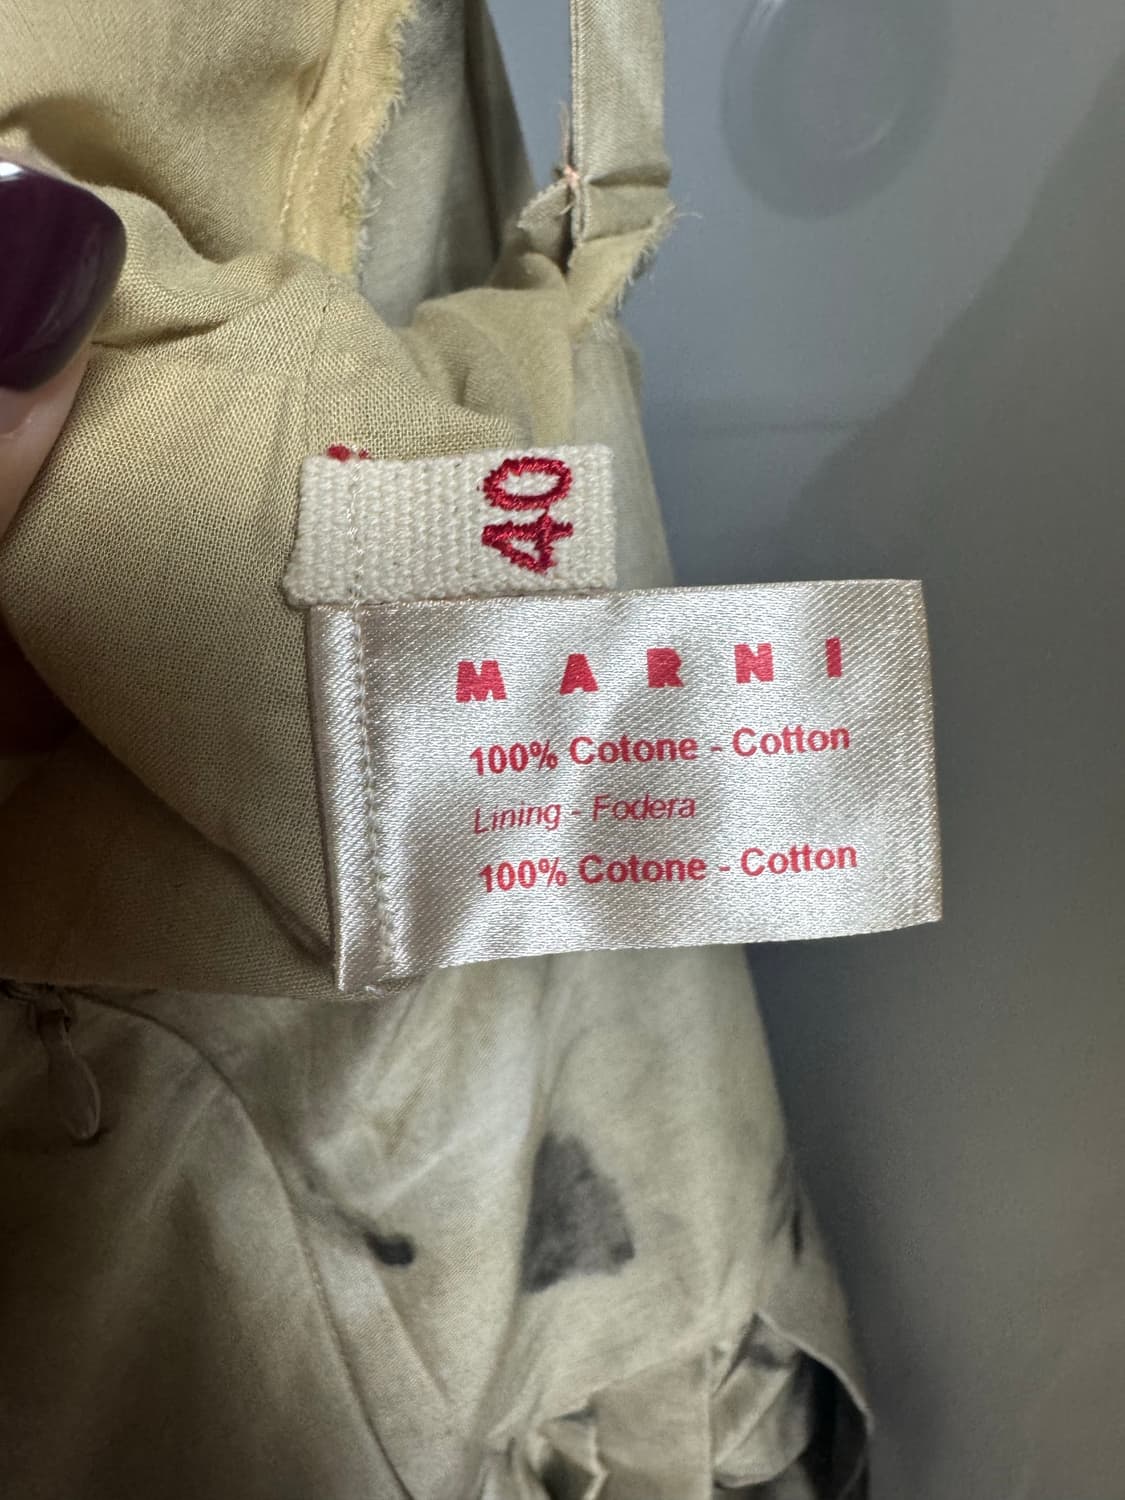 40
MARNI
100% Cotone - Cotton
Lining - Fodera
100% Cotone - Cotton